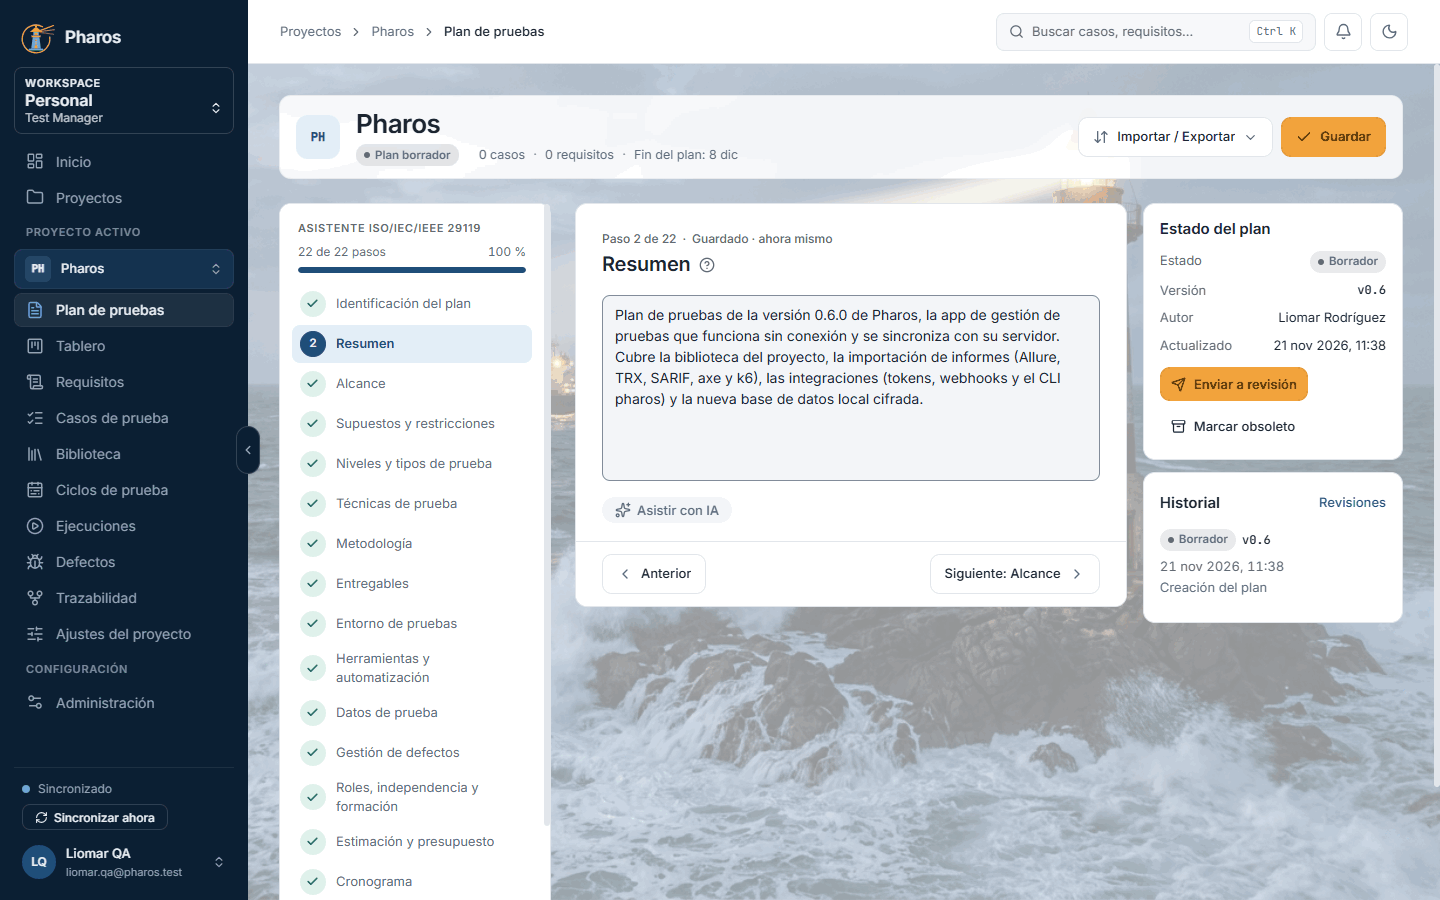 Pharos
WORKSPACE
Personal
Test Manager
Inicio
Proyectos
PROYECTO ACTIVO
PH Pharos
Plan de pruebas
Tablero
Requisitos
Casos de prueba
Biblioteca
Ciclos de prueba
Ejecuciones
Defectos
Trazabilidad
Ajustes del proyecto
CONFIGURACIÓN
Administración
Sincronizado
Sincronizar ahora
LQ
Liomar QA
liomar.qa@pharos.test
Proyectos > Pharos > Plan de pruebas
Buscar casos, requisitos... Ctrl K
PH
Pharos
Plan borrador 0 casos · 0 requisitos · Fin del plan: 8 dic
Importar / Exportar
Guardar
ASISTENTE ISO/IEC/IEEE 29119
22 de 22 pasos 100 %
Identificación del plan
2 Resumen
Alcance
Supuestos y restricciones
Niveles y tipos de prueba
Técnicas de prueba
Metodología
Entregables
Entorno de pruebas
Herramientas y
automatización
Datos de prueba
Gestión de defectos
Roles, independencia y
formación
Estimación y presupuesto
Cronograma
Paso 2 de 22 · Guardado · ahora mismo
Resumen
Plan de pruebas de la versión 0.6.0 de Pharos, la app de gestión de
pruebas que funciona sin conexión y se sincroniza con su servidor.
Cubre la biblioteca del proyecto, la importación de informes (Allure,
TRX, SARIF, axe y k6), las integraciones (tokens, webhooks y el CLI
pharos) y la nueva base de datos local cifrada.
Asistir con IA
Anterior
Siguiente: Alcance
Estado del plan
Estado Borrador
Versión v0.6
Autor Liomar Rodríguez
Actualizado 21 nov 2026, 11:38
Enviar a revisión
Marcar obsoleto
Historial Revisiones
Borrador v0.6
21 nov 2026, 11:38
Creación del plan